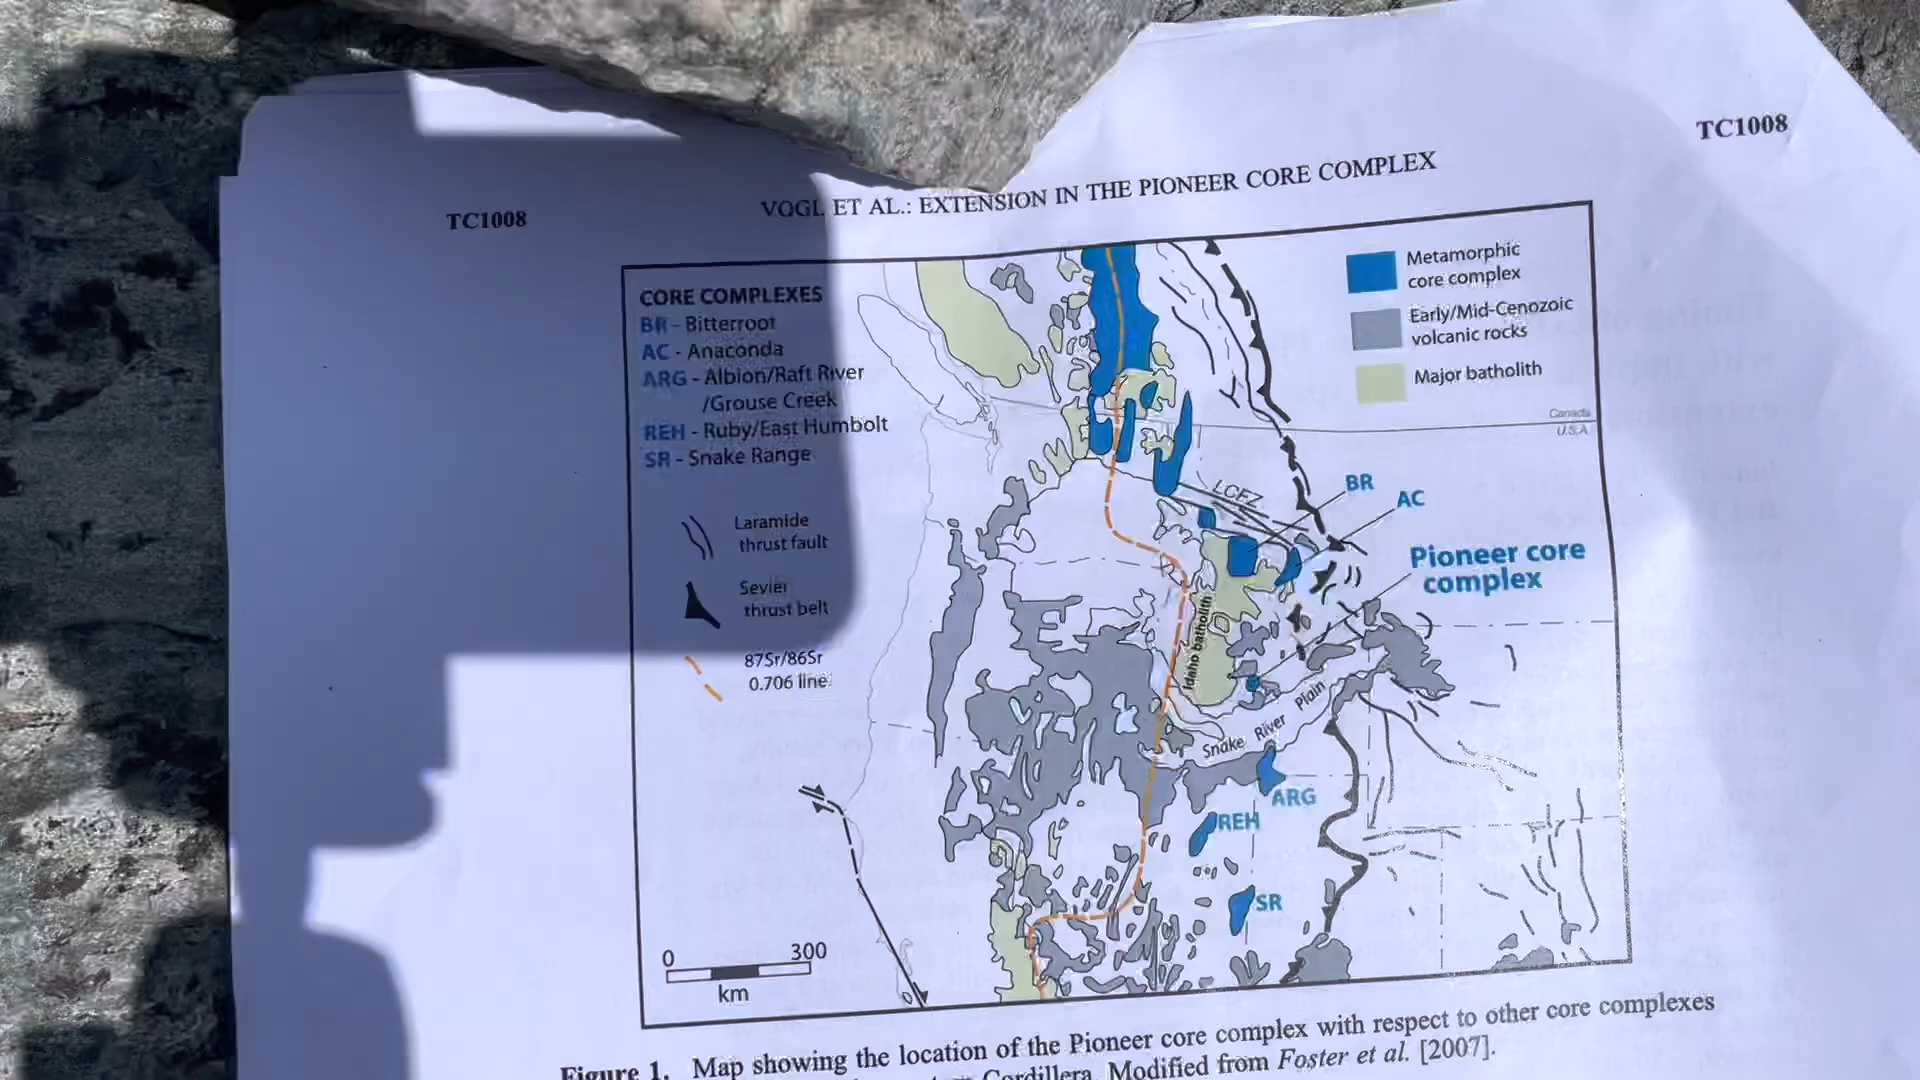 TC1008
TC1008
VOGL ET AL.: EXTENSION IN THE PIONEER CORE COMPLEX
CORE COMPLEXES
BR - Bitterroot
AC - Anaconda
ARG - Albion/Raft River
/Grouse Creek
REH - Ruby/East Humbolt
SR - Snake Range
Laramide
thrust fault
Sevier
thrust belt
87Sr/86Sr
0.706 line
0 300
km
Metamorphic
core complex
Early/Mid-Cenozoic
volcanic rocks
Major batholith
Canada
U.S.A
LCFZ
BR
AC
Pioneer core
complex
Idaho batholith
Snake River Plain
ARG
REH
SR
Figure 1. Map showing the location of the Pioneer core complex with respect to other core complexes
Cordillera. Modified from Foster et al. [2007].